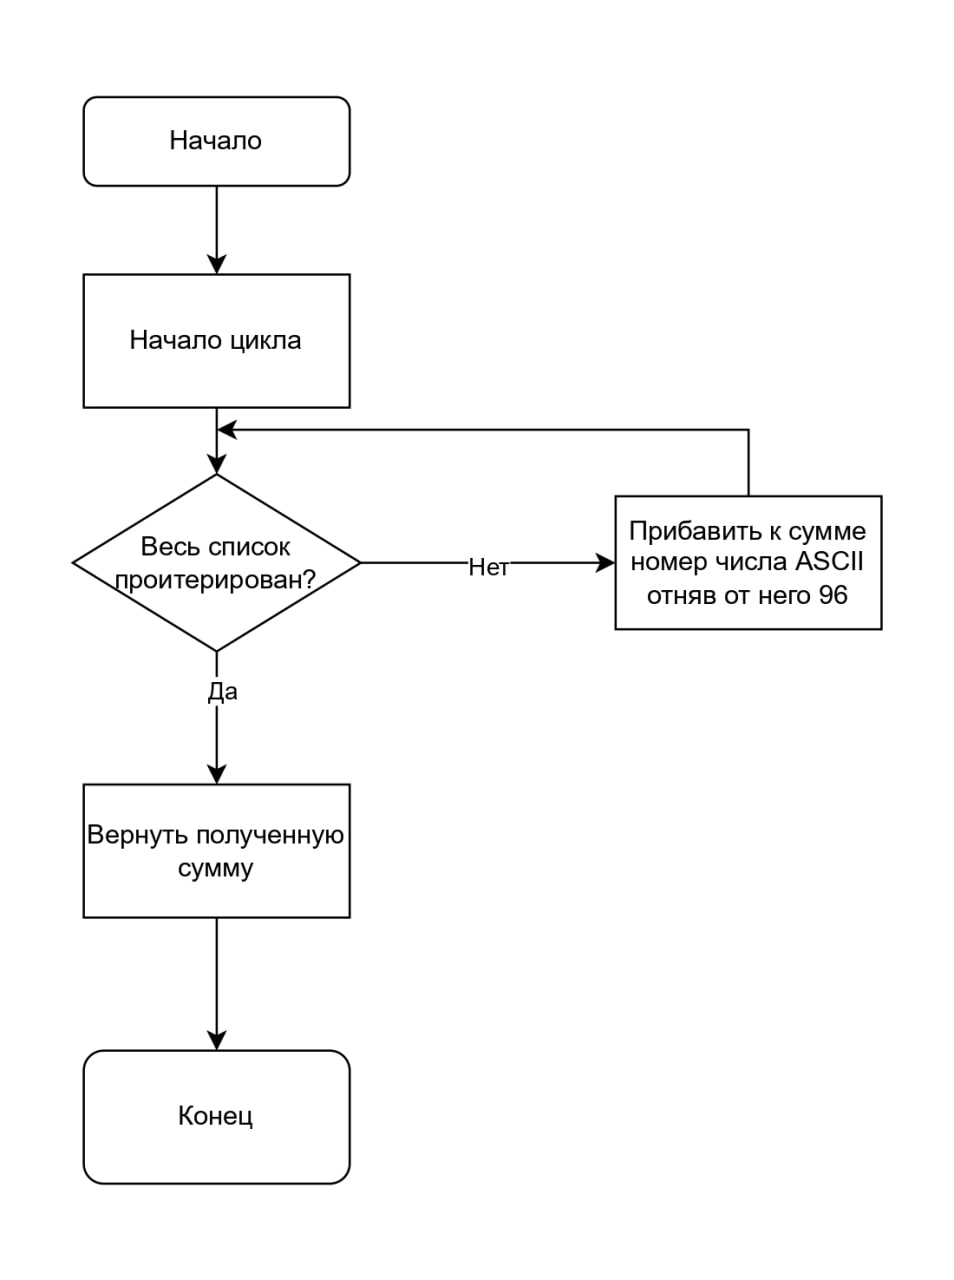 Начало
Начало цикла
Весь список
проитерирован?
Нет
Прибавить к сумме
номер числа ASCII
отняв от него 96
Да
Вернуть полученную
сумму
Конец